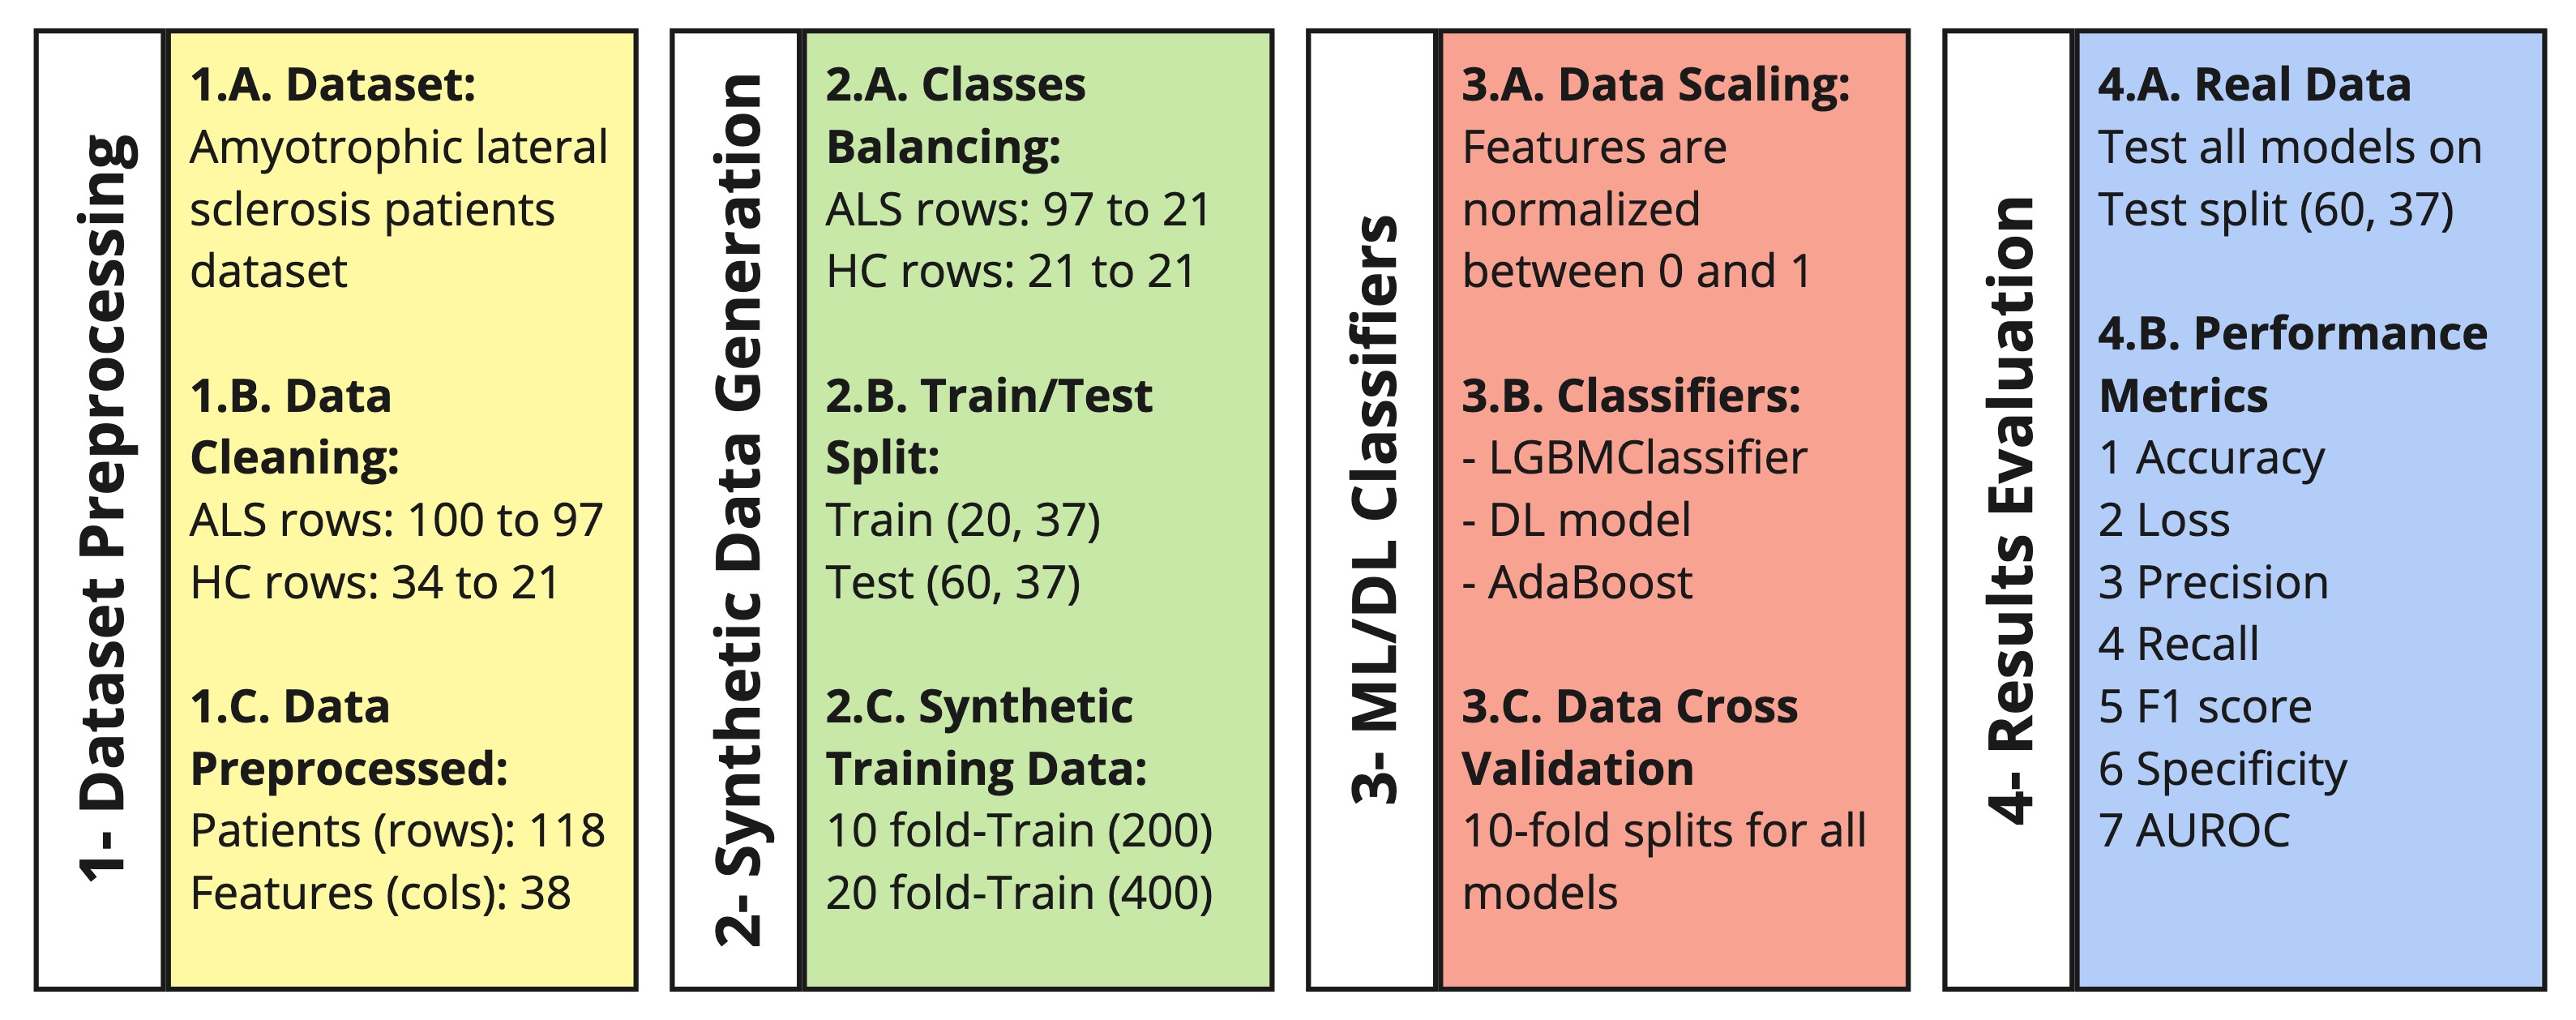 1- Dataset Preprocessing
1.A. Dataset:
Amyotrophic lateral
sclerosis patients
dataset
1.B. Data
Cleaning:
ALS rows: 100 to 97
HC rows: 34 to 21
1.C. Data
Preprocessed:
Patients (rows): 118
Features (cols): 38
2- Synthetic Data Generation
2.A. Classes
Balancing:
ALS rows: 97 to 21
HC rows: 21 to 21
2.B. Train/Test
Split:
Train (20, 37)
Test (60, 37)
2.C. Synthetic
Training Data:
10 fold-Train (200)
20 fold-Train (400)
3- ML/DL Classifiers
3.A. Data Scaling:
Features are
normalized
between 0 and 1
3.B. Classifiers:
- LGBMClassifier
- DL model
- AdaBoost
3.C. Data Cross
Validation
10-fold splits for all
models
4- Results Evaluation
4.A. Real Data
Test all models on
Test split (60, 37)
4.B. Performance
Metrics
1 Accuracy
2 Loss
3 Precision
4 Recall
5 F1 score
6 Specificity
7 AUROC